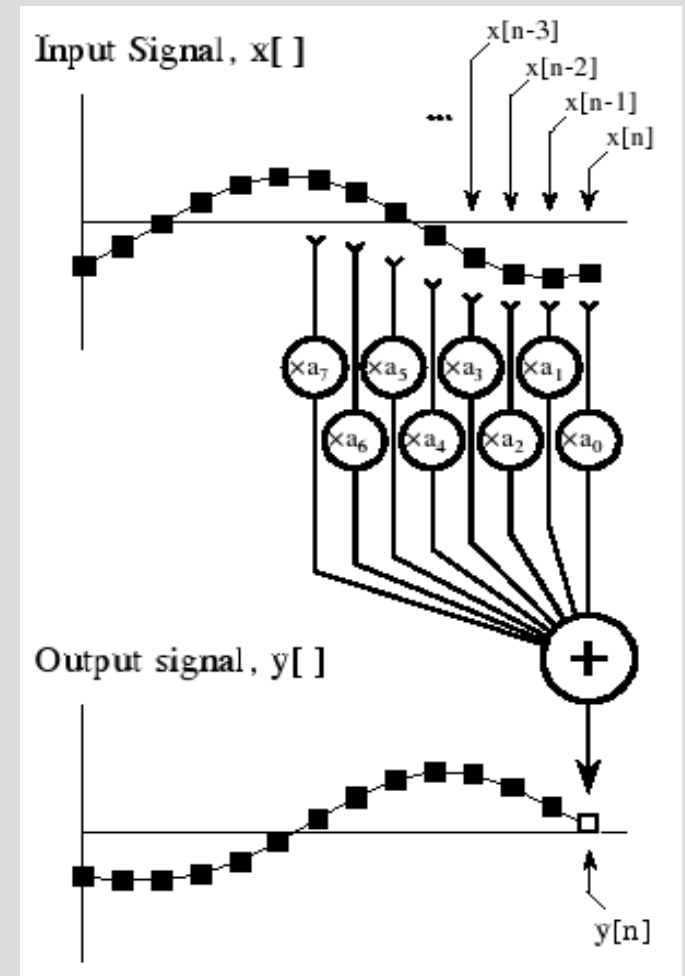 Input Signal, x[ ]
x[n-3]
x[n-2]
x[n-1]
x[n]
...
×a₇
×a₅
×a₃
×a₁
×a₆
×a₄
×a₂
×a₀
+
Output signal, y[ ]
y[n]